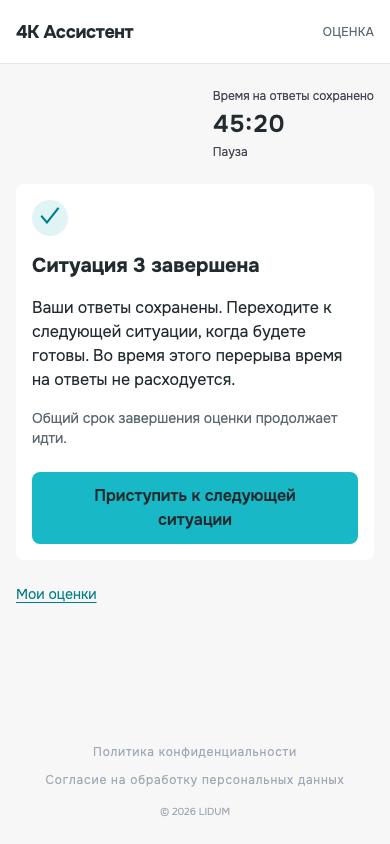 4K Ассистент
ОЦЕНКА
Время на ответы сохранено
45:20
Пауза
Ситуация 3 завершена
Ваши ответы сохранены. Переходите к
следующей ситуации, когда будете
готовы. Во время этого перерыва время
на ответы не расходуется.
Общий срок завершения оценки продолжает
идти.
Приступить к следующей
ситуации
Мои оценки
Политика конфиденциальности
Согласие на обработку персональных данных
© 2026 LIDUM